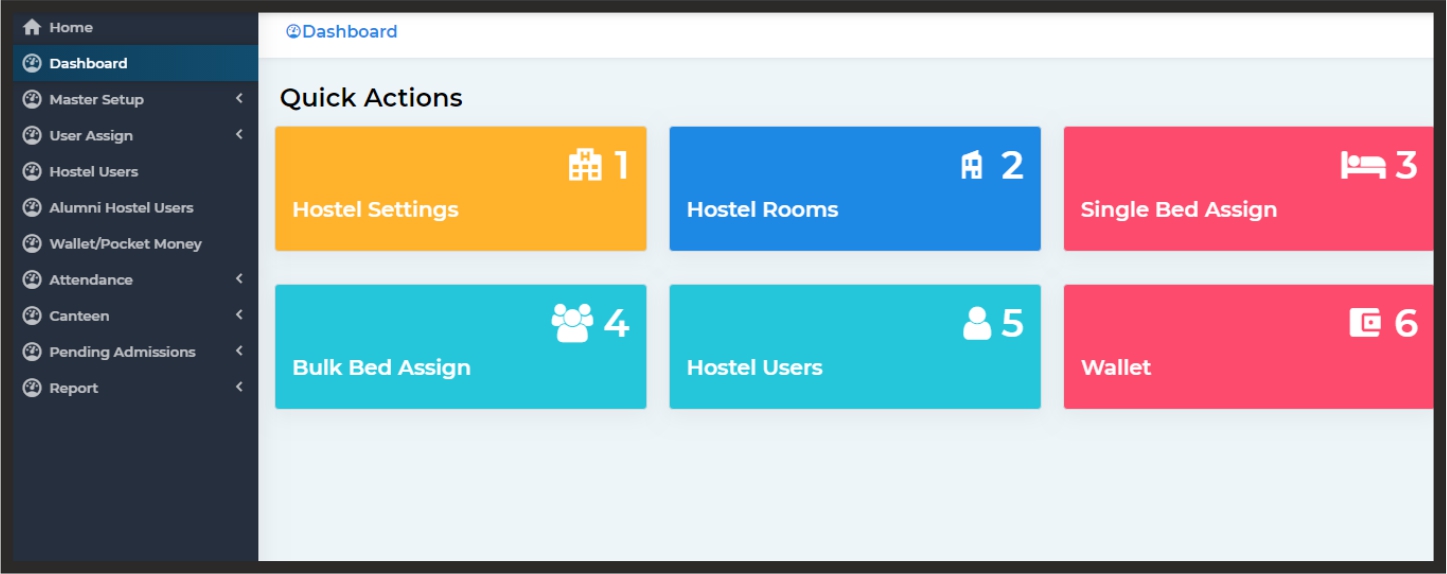 Home
Dashboard
Master Setup
User Assign
Hostel Users
Alumni Hostel Users
Wallet/Pocket Money
Attendance
Canteen
Pending Admissions
Report
Dashboard
Quick Actions
1
Hostel Settings
2
Hostel Rooms
3
Single Bed Assign
4
Bulk Bed Assign
5
Hostel Users
6
Wallet